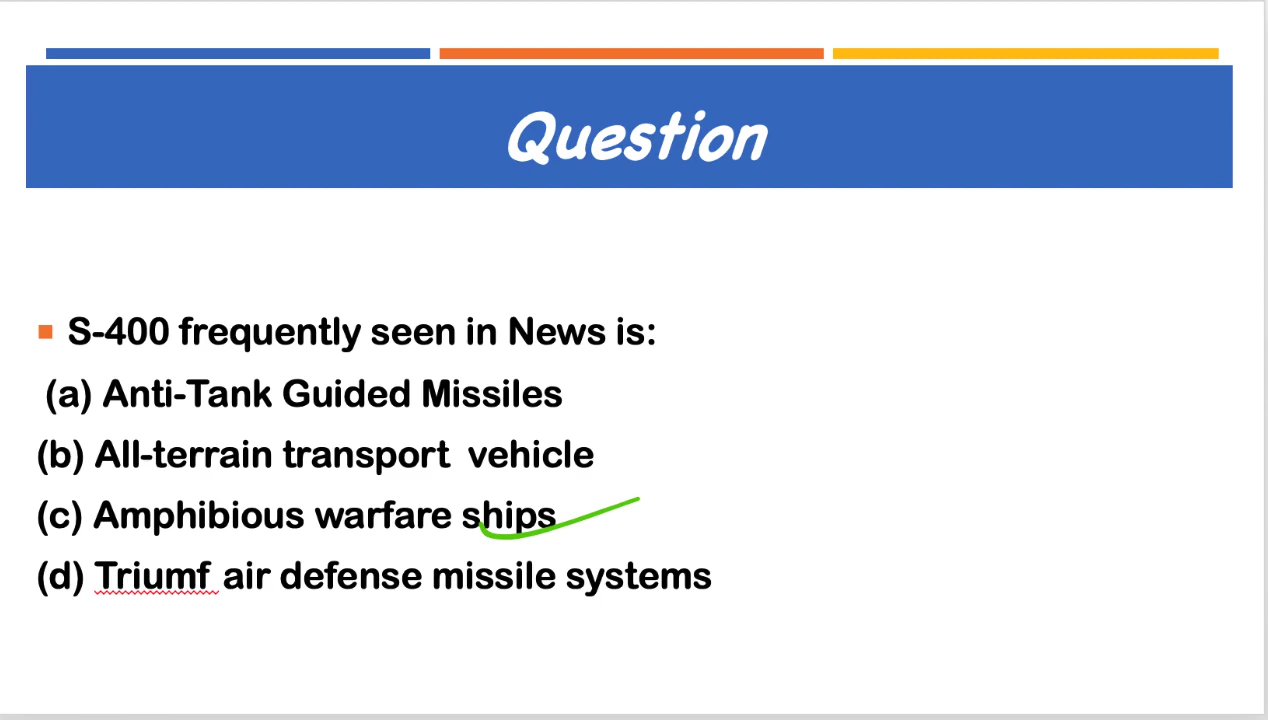 Question
S-400 frequently seen in News is:
(a) Anti-Tank Guided Missiles
(b) All-terrain transport vehicle
(c) Amphibious warfare ships
(d) Triumf air defense missile systems